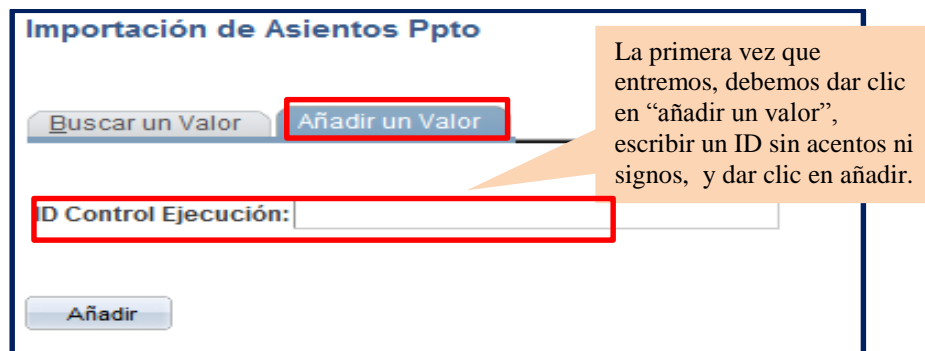 Importación de Asientos Ppto
La primera vez que
entremos, debemos dar clic
en “añadir un valor”,
escribir un ID sin acentos ni
signos, y dar clic en añadir.
Buscar un Valor
Añadir un Valor
ID Control Ejecución:
Añadir